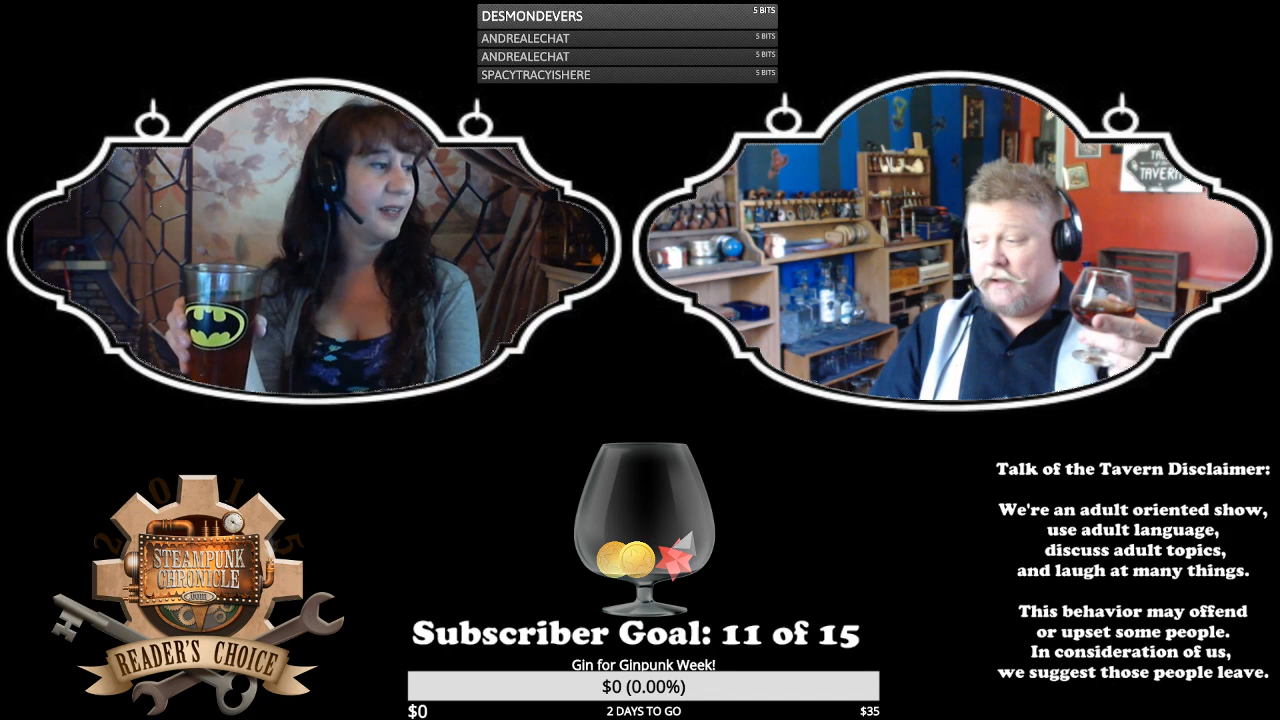 DESMONDEVERS 5 BITS
ANDREALECHAT 5 BITS
ANDREALECHAT 5 BITS
SPACYTRACYISHERE 5 BITS
TAVERN
Talk of the Tavern Disclaimer:
We're an adult oriented show,
use adult language,
discuss adult topics,
and laugh at many things.
This behavior may offend
or upset some people.
In consideration of us,
we suggest those people leave.
2015
STEAMPUNK
CHRONICLE
.com
READER'S CHOICE
Subscriber Goal: 11 of 15
Gin for Ginpunk Week!
$0 (0.00%)
$0 2 DAYS TO GO $35